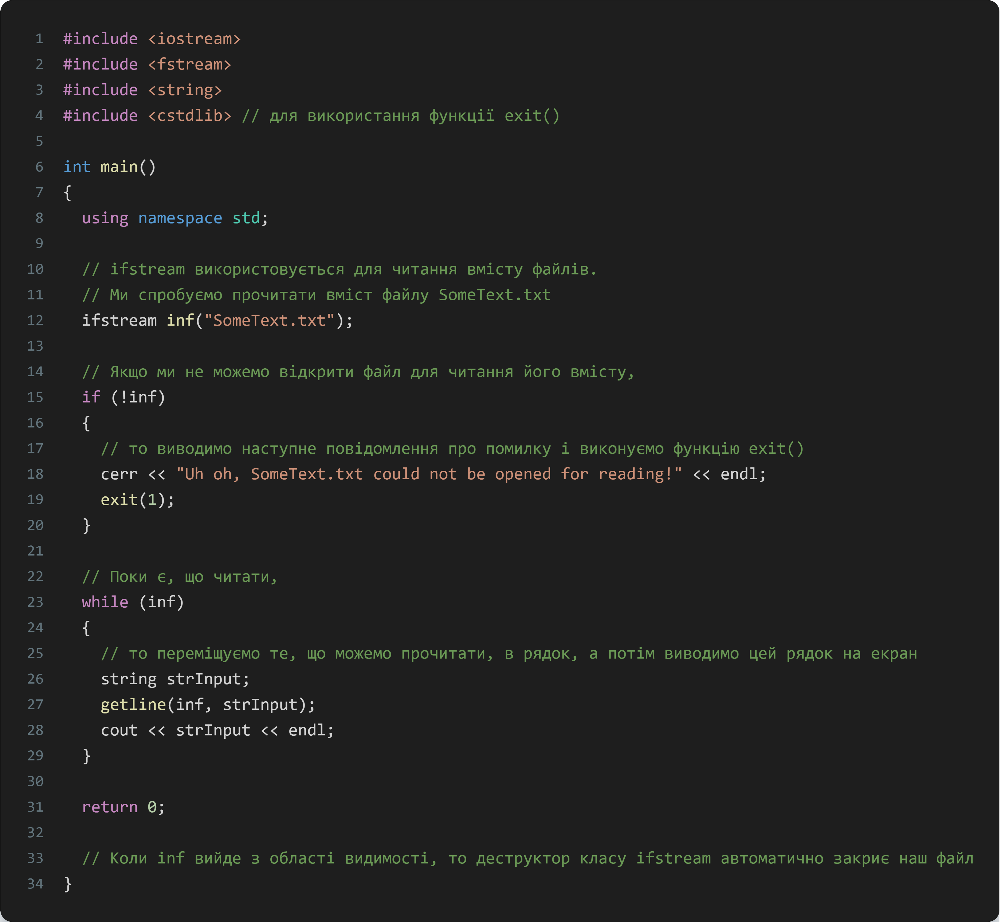 1 #include <iostream>
2 #include <fstream>
3 #include <string>
4 #include <cstdlib> // для використання функції exit()
5
6 int main()
7 {
8   using namespace std;
9
10   // ifstream використовується для читання вмісту файлів.
11   // Ми спробуємо прочитати вміст файлу SomeText.txt
12   ifstream inf("SomeText.txt");
13
14   // Якщо ми не можемо відкрити файл для читання його вмісту,
15   if (!inf)
16   {
17     // то виводимо наступне повідомлення про помилку і виконуємо функцію exit()
18     cerr << "Uh oh, SomeText.txt could not be opened for reading!" << endl;
19     exit(1);
20   }
21
22   // Поки є, що читати,
23   while (inf)
24   {
25     // то переміщуємо те, що можемо прочитати, в рядок, а потім виводимо цей рядок на екран
26     string strInput;
27     getline(inf, strInput);
28     cout << strInput << endl;
29   }
30
31   return 0;
32
33   // Коли inf вийде з області видимості, то деструктор класу ifstream автоматично закриє наш файл
34 }